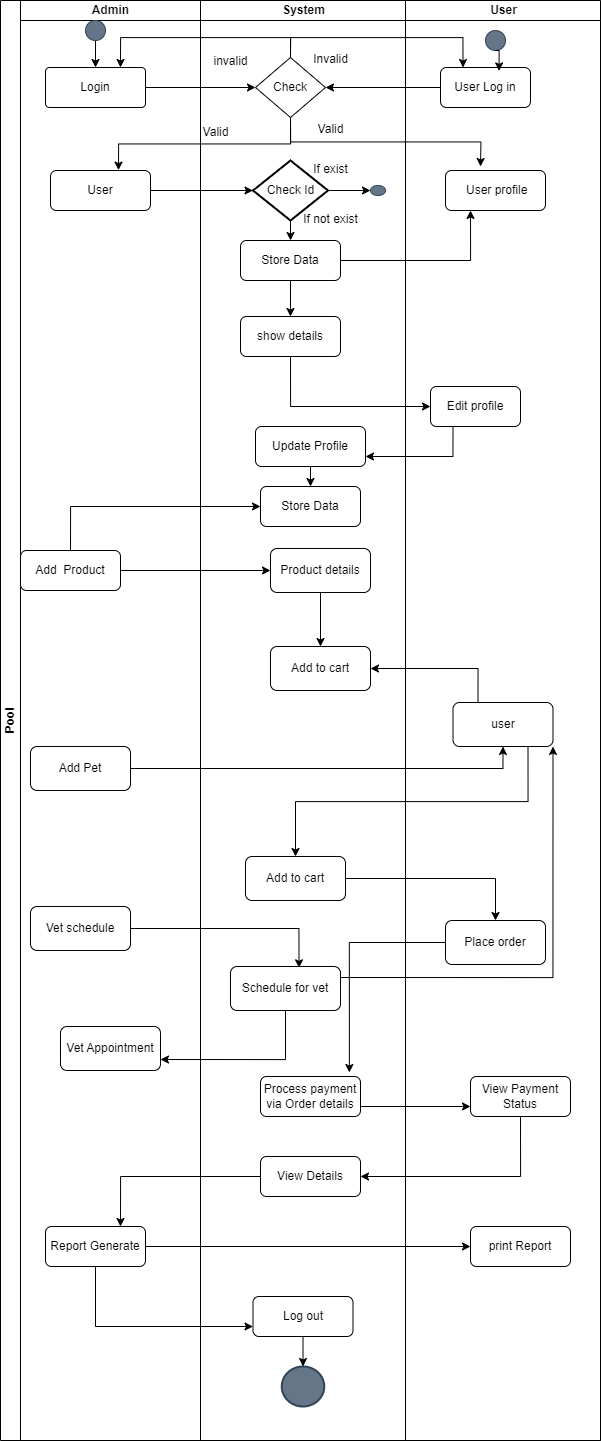 Admin
System
User
Pool
invalid
Invalid
Login
Check
User Log in
Valid
Valid
User
Check Id
If exist
User profile
If not exist
Store Data
show details
Edit profile
Update Profile
Store Data
Add  Product
Product details
Add to cart
user
Add Pet
Add to cart
Vet schedule
Place order
Schedule for vet
Vet Appointment
Process payment
via Order details
View Payment
Status
View Details
Report Generate
print Report
Log out